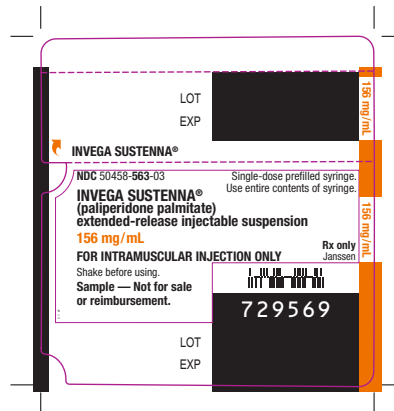 LOT
EXP
156 mg/mL
INVEGA SUSTENNA®
NDC 50458-563-03
Single-dose prefilled syringe.
Use entire contents of syringe.
INVEGA SUSTENNA®
(paliperidone palmitate)
extended-release injectable suspension
156 mg/mL
156 mg/mL
FOR INTRAMUSCULAR INJECTION ONLY
Rx only
Janssen
Shake before using.
Sample — Not for sale
or reimbursement.
729569
LOT
EXP